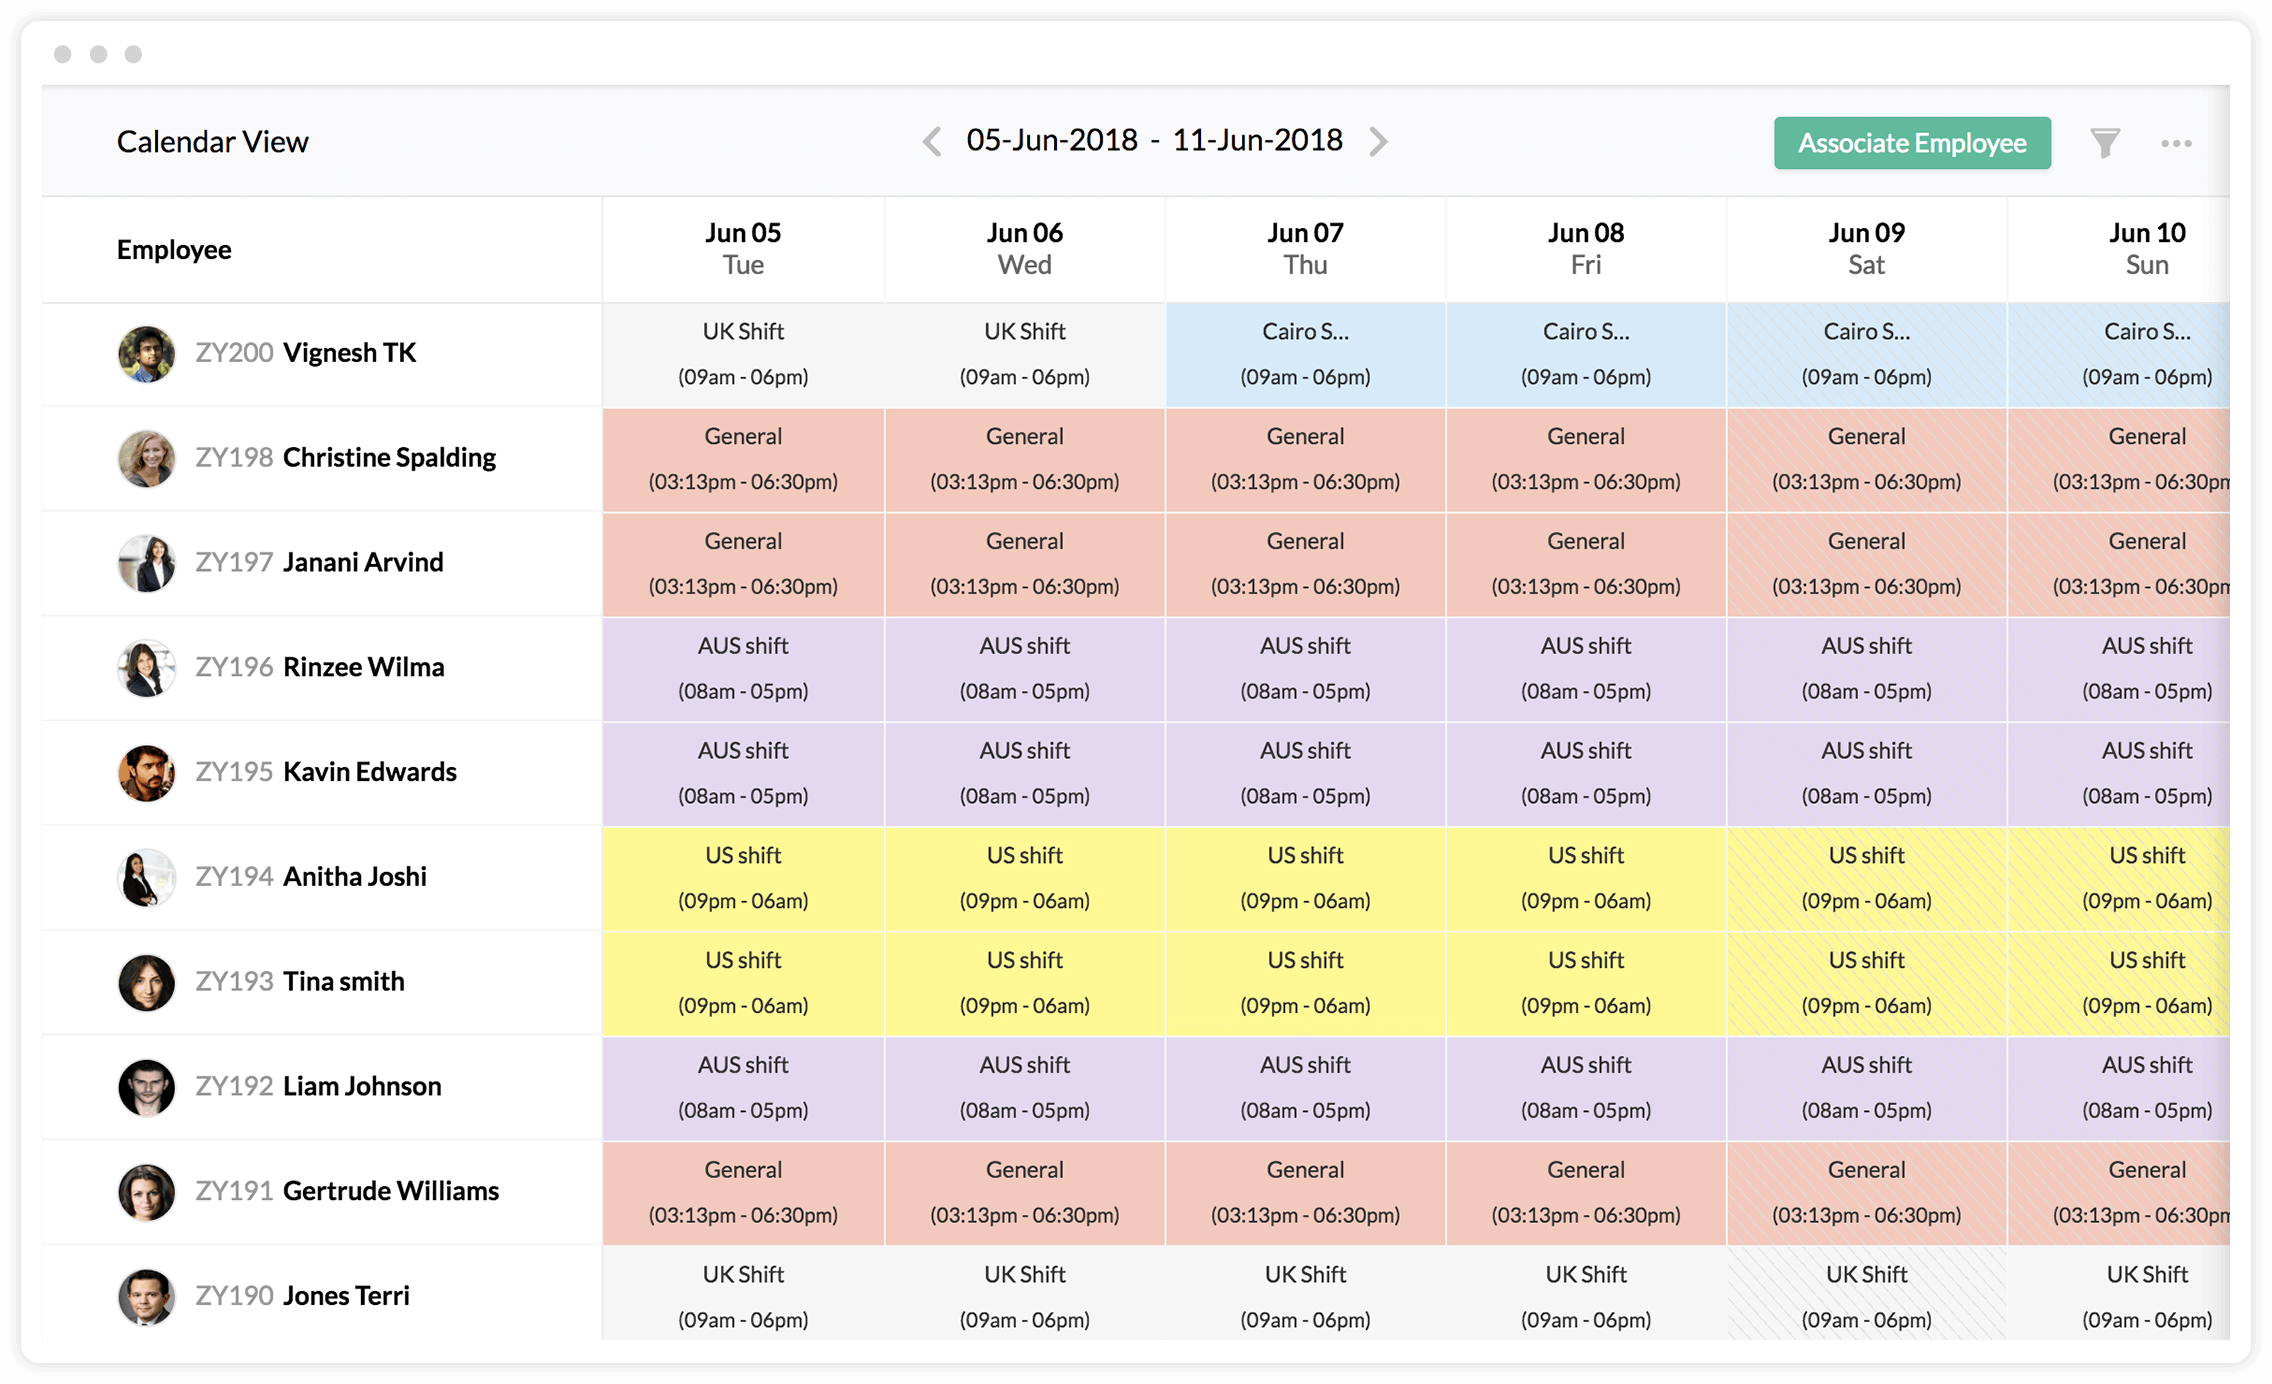 Calendar View
05-Jun-2018 - 11-Jun-2018
Associate Employee
Employee
Jun 05 Jun 06 Jun 07 Jun 08 Jun 09 Jun 10
Tue Wed Thu Fri Sat Sun
ZY200 Vignesh TK
UK Shift UK Shift Cairo S... Cairo S... Cairo S... Cairo S...
(09am - 06pm) (09am - 06pm) (09am - 06pm) (09am - 06pm) (09am - 06pm) (09am - 06pm)
ZY198 Christine Spalding
General General General General General General
(03:13pm - 06:30pm) (03:13pm - 06:30pm) (03:13pm - 06:30pm) (03:13pm - 06:30pm) (03:13pm - 06:30pm) (03:13pm - 06:30pm
ZY197 Janani Arvind
General General General General General General
(03:13pm - 06:30pm) (03:13pm - 06:30pm) (03:13pm - 06:30pm) (03:13pm - 06:30pm) (03:13pm - 06:30pm) (03:13pm - 06:30pm
ZY196 Rinzee Wilma
AUS shift AUS shift AUS shift AUS shift AUS shift AUS shift
(08am - 05pm) (08am - 05pm) (08am - 05pm) (08am - 05pm) (08am - 05pm) (08am - 05pm)
ZY195 Kavin Edwards
AUS shift AUS shift AUS shift AUS shift AUS shift AUS shift
(08am - 05pm) (08am - 05pm) (08am - 05pm) (08am - 05pm) (08am - 05pm) (08am - 05pm)
ZY194 Anitha Joshi
US shift US shift US shift US shift US shift US shift
(09pm - 06am) (09pm - 06am) (09pm - 06am) (09pm - 06am) (09pm - 06am) (09pm - 06am)
ZY193 Tina smith
US shift US shift US shift US shift US shift US shift
(09pm - 06am) (09pm - 06am) (09pm - 06am) (09pm - 06am) (09pm - 06am) (09pm - 06am)
ZY192 Liam Johnson
AUS shift AUS shift AUS shift AUS shift AUS shift AUS shift
(08am - 05pm) (08am - 05pm) (08am - 05pm) (08am - 05pm) (08am - 05pm) (08am - 05pm)
ZY191 Gertrude Williams
General General General General General General
(03:13pm - 06:30pm) (03:13pm - 06:30pm) (03:13pm - 06:30pm) (03:13pm - 06:30pm) (03:13pm - 06:30pm) (03:13pm - 06:30pm
ZY190 Jones Terri
UK Shift UK Shift UK Shift UK Shift UK Shift UK Shift
(09am - 06pm) (09am - 06pm) (09am - 06pm) (09am - 06pm) (09am - 06pm) (09am - 06pm)